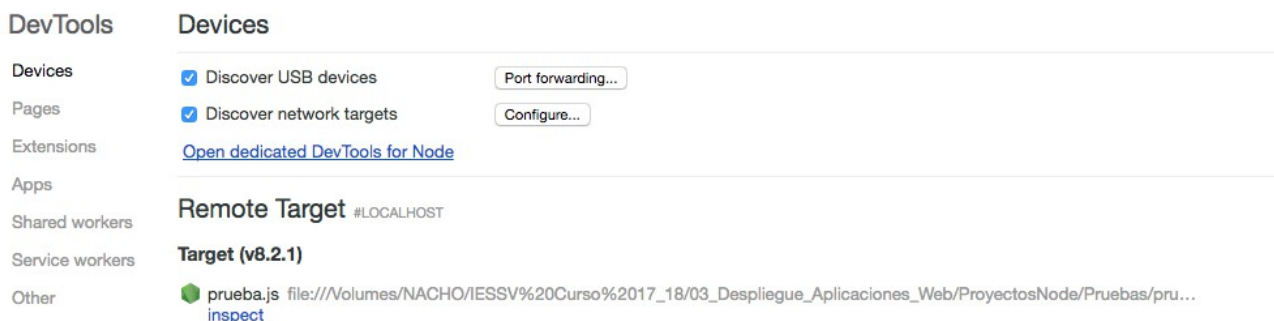 DevTools
Devices
Pages
Extensions
Apps
Shared workers
Service workers
Other
Devices
Discover USB devices Port forwarding...
Discover network targets Configure...
Open dedicated DevTools for Node
Remote Target #LOCALHOST
Target (v8.2.1)
prueba.js file:///Volumes/NACHO/IESSV%20Curso%2017_18/03_Despliegue_Aplicaciones_Web/ProyectosNode/Pruebas/pru...
inspect